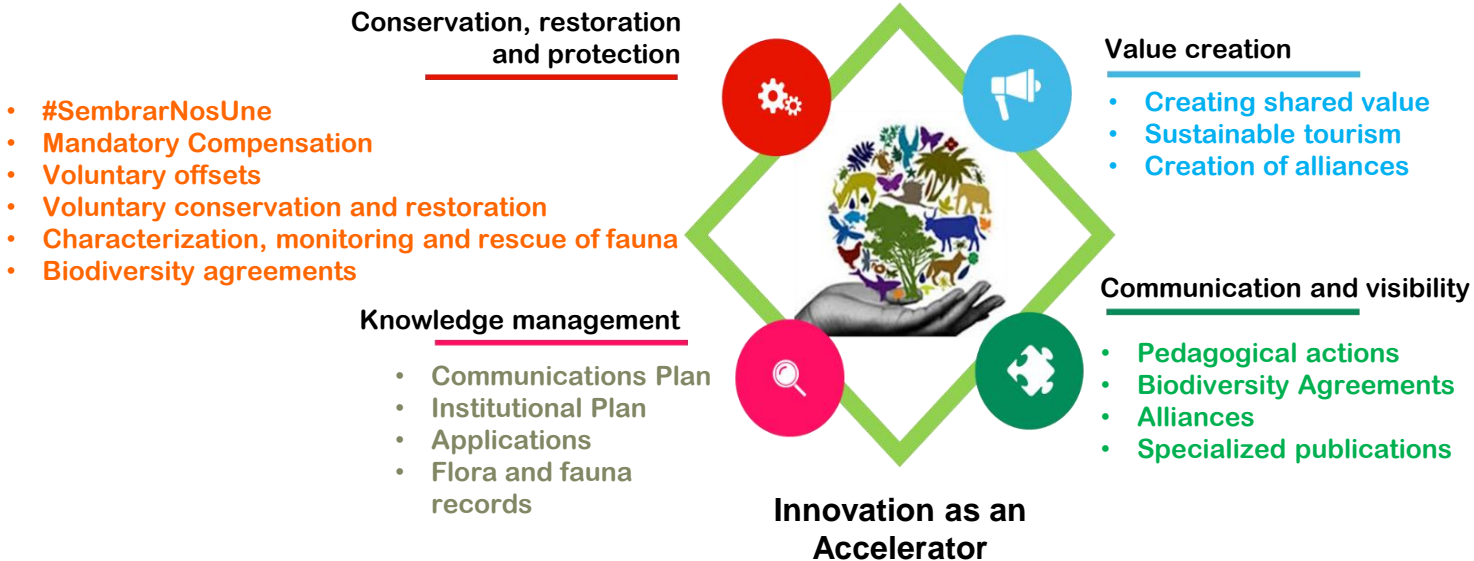 Conservation, restoration
and protection
• #SembrarNosUne
• Mandatory Compensation
• Voluntary offsets
• Voluntary conservation and restoration
• Characterization, monitoring and rescue of fauna
• Biodiversity agreements
Value creation
• Creating shared value
• Sustainable tourism
• Creation of alliances
Knowledge management
• Communications Plan
• Institutional Plan
• Applications
• Flora and fauna
records
Communication and visibility
• Pedagogical actions
• Biodiversity Agreements
• Alliances
• Specialized publications
Innovation as an
Accelerator